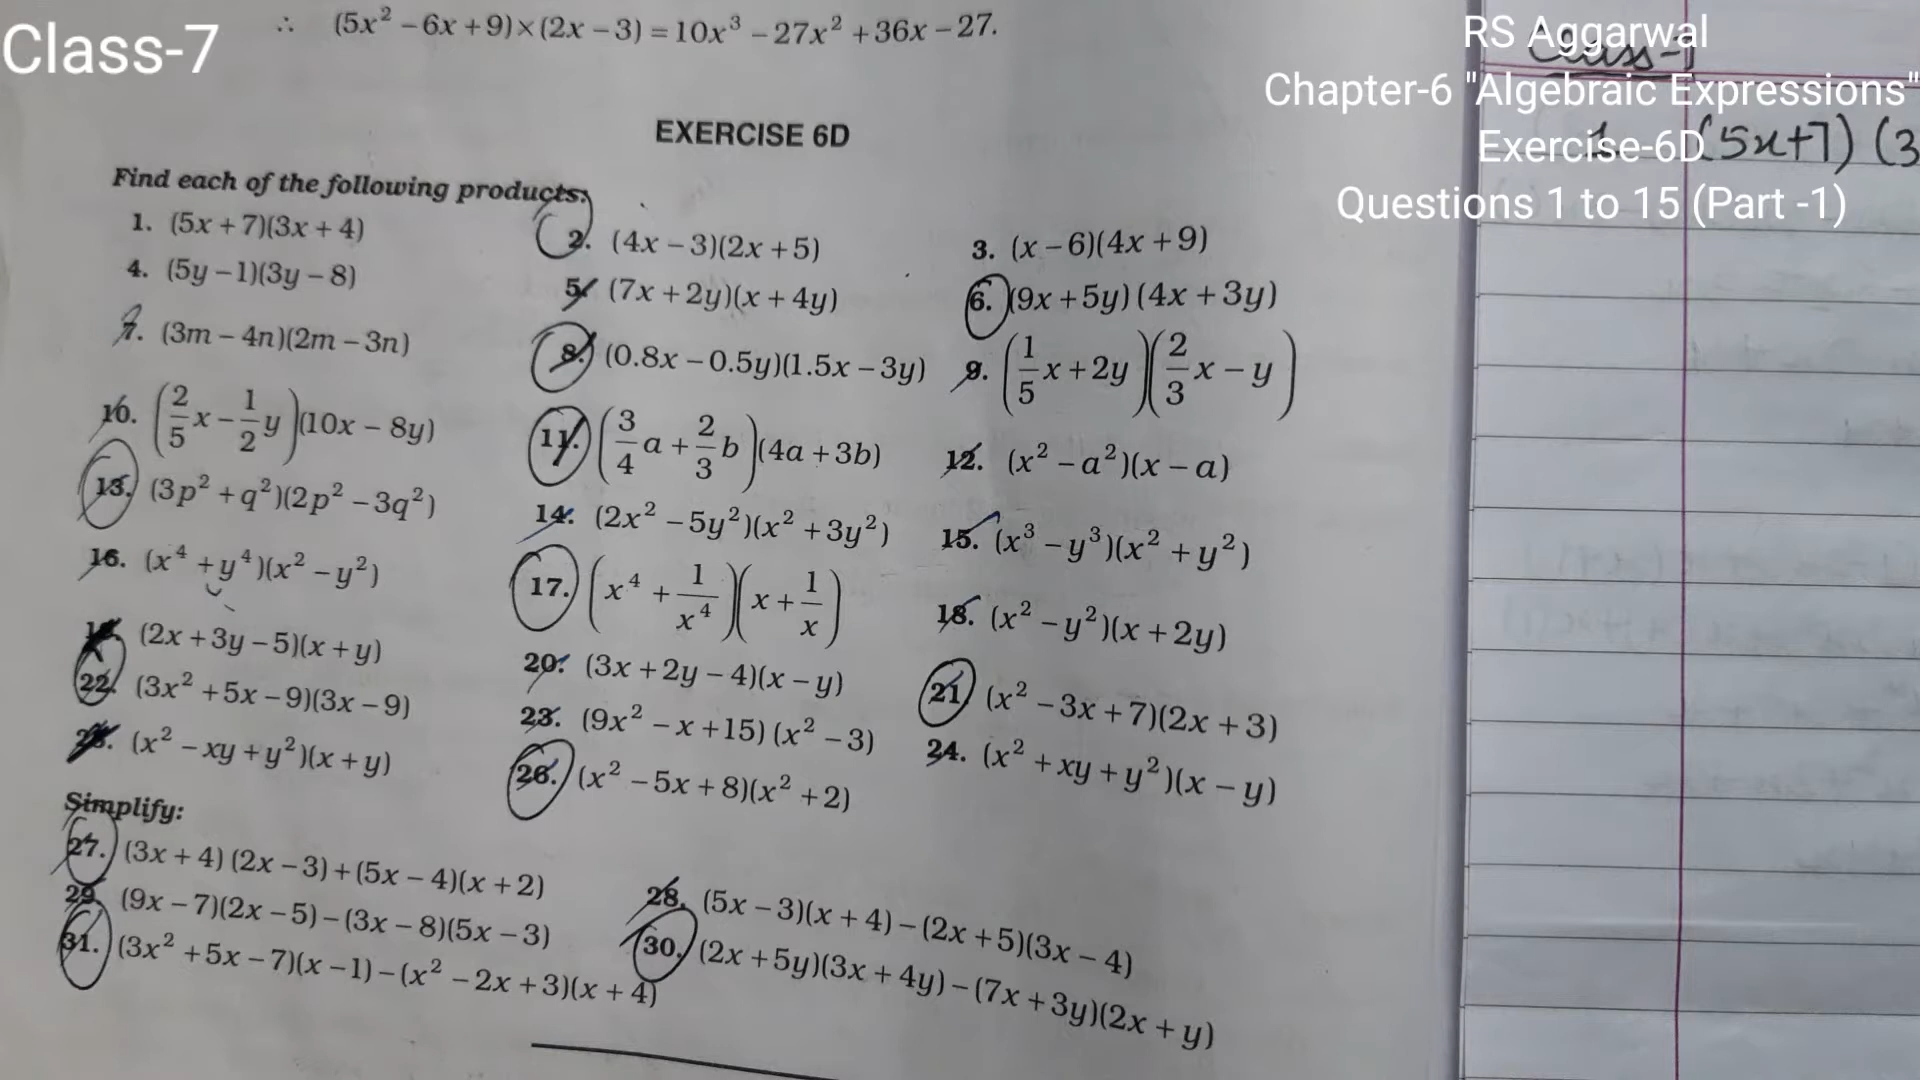 ∴ (5x² − 6x + 9) × (2x − 3) = 10x³ − 27x² + 36x − 27.
Class-7
RS Aggarwal
Chapter-6 "Algebraic Expressions"
Exercise-6D
Questions 1 to 15 (Part -1)
Class-7
1. (5x+7) (3
EXERCISE 6D
Find each of the following products:
1. (5x + 7)(3x + 4) 2. (4x − 3)(2x + 5) 3. (x − 6)(4x + 9)
4. (5y − 1)(3y − 8) 5. (7x + 2y)(x + 4y) 6. (9x + 5y) (4x + 3y)
7. (3m − 4n)(2m − 3n) 8. (0.8x − 0.5y)(1.5x − 3y) 9. (1/5 x + 2y)(2/3 x − y)
10. (2/5 x − 1/2 y)(10x − 8y) 11. (3/4 a + 2/3 b)(4a + 3b) 12. (x² − a²)(x − a)
13. (3p² + q²)(2p² − 3q²) 14. (2x² − 5y²)(x² + 3y²) 15. (x³ − y³)(x² + y²)
16. (x⁴ + y⁴)(x² − y²) 17. (x⁴ + 1/x⁴)(x + 1/x) 18. (x² − y²)(x + 2y)
(2x + 3y − 5)(x + y) 20. (3x + 2y − 4)(x − y) 21 (x² − 3x + 7)(2x + 3)
22. (3x² + 5x − 9)(3x − 9) 23. (9x² − x + 15) (x² − 3) 24. (x² + xy + y²)(x − y)
25. (x² − xy + y²)(x + y) 26. (x² − 5x + 8)(x² + 2)
Simplify:
27. (3x + 4) (2x − 3) + (5x − 4)(x + 2) 28. (5x − 3)(x + 4) − (2x + 5)(3x − 4)
29. (9x − 7)(2x − 5) − (3x − 8)(5x − 3) 30. (2x + 5y)(3x + 4y) − (7x + 3y)(2x + y)
31. (3x² + 5x − 7)(x − 1) − (x² − 2x + 3)(x + 4)